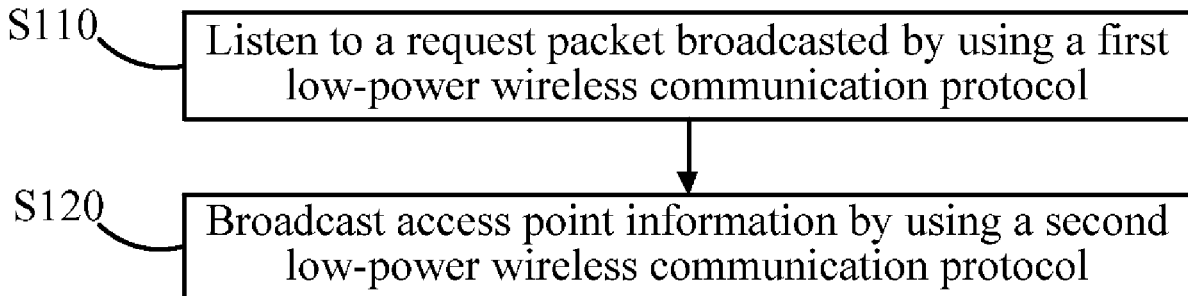 S110
Listen to a request packet broadcasted by using a first
low-power wireless communication protocol
S120
Broadcast access point information by using a second
low-power wireless communication protocol